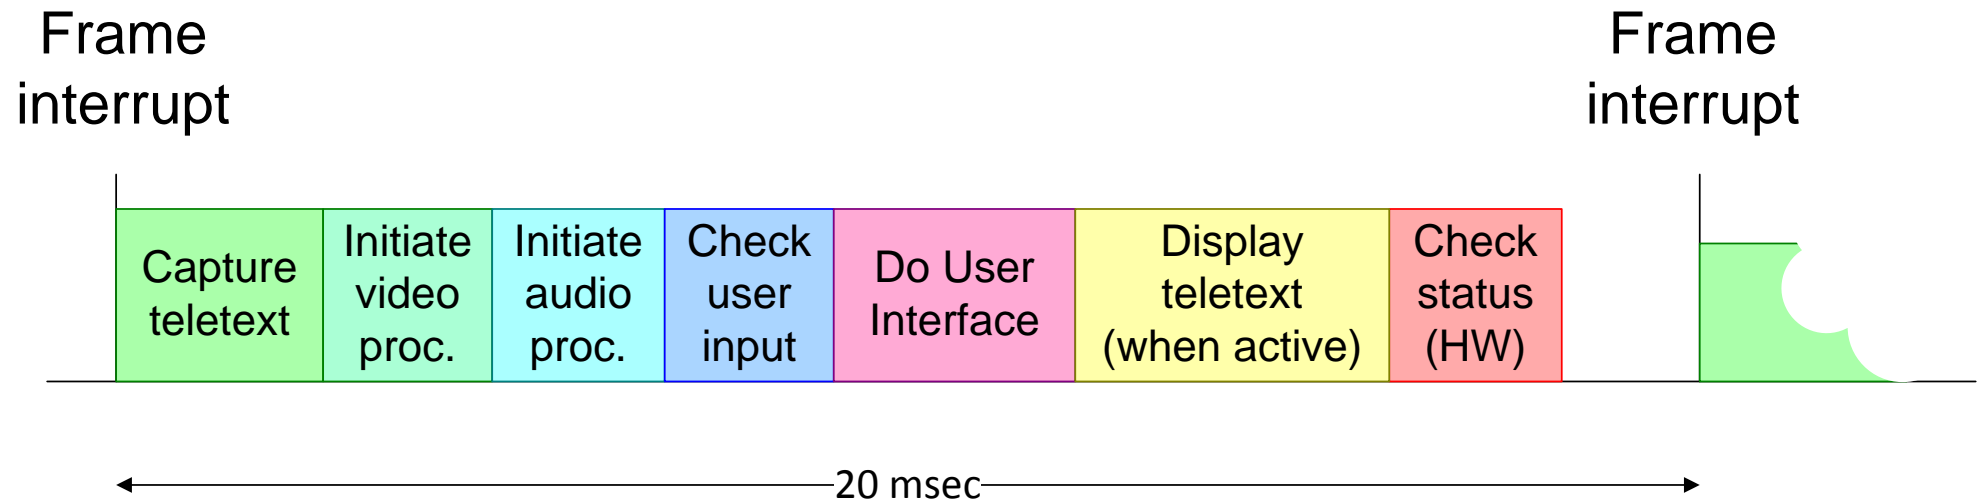 Frame
interrupt
Frame
interrupt
Capture
teletext
Initiate
video
proc.
Initiate
audio
proc.
Check
user
input
Do User
Interface
Display
teletext
(when active)
Check
status
(HW)
20 msec